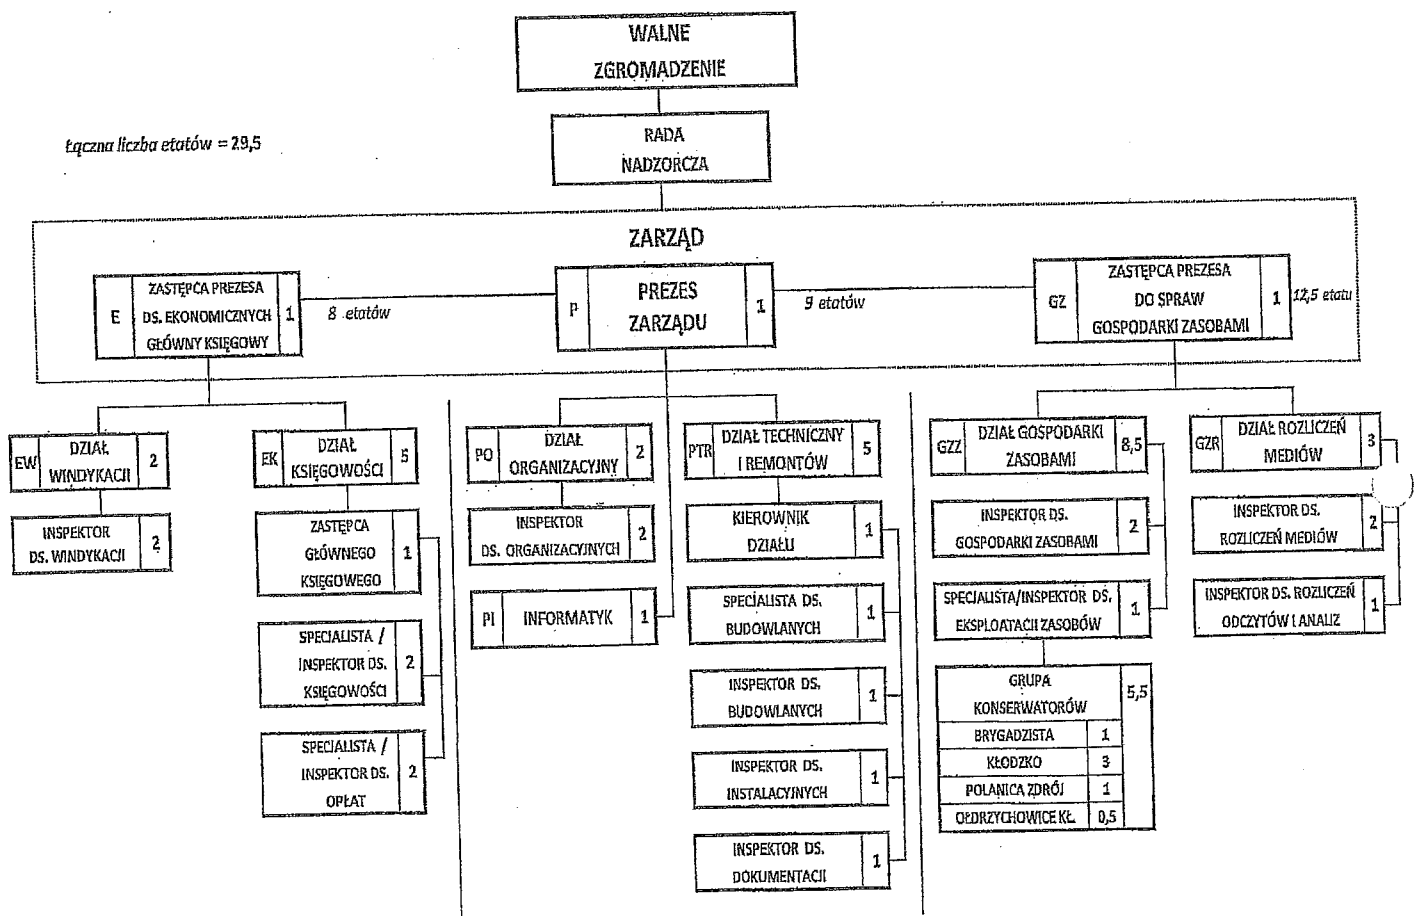 WALNE
ZGROMADZENIE
Łączna liczba etatów = 29,5
RADA
NADZORCZA
ZARZĄD
E
ZASTĘPCA PREZESA
DS. EKONOMICZNYCH
GŁÓWNY KSIĘGOWY
1
8 etatów
P
PREZES
ZARZĄDU
1
9 etatów
GZ
ZASTĘPCA PREZESA
DO SPRAW
GOSPODARKI ZASOBAMI
1
12,5 etatu
EW
DZIAŁ
WINDYKACJI
2
INSPEKTOR
DS. WINDYKACJI
2
EK
DZIAŁ
KSIĘGOWOŚCI
5
ZASTĘPCA
GŁÓWNEGO
KSIĘGOWEGO
1
SPECJALISTA /
INSPEKTOR DS.
KSIĘGOWOŚCI
2
SPECJALISTA /
INSPEKTOR DS.
OPŁAT
2
PO
DZIAŁ
ORGANIZACYJNY
2
INSPEKTOR
DS. ORGANIZACYJNYCH
2
PI
INFORMATYK
1
PTR
DZIAŁ TECHNICZNY
I REMONTÓW
5
KIEROWNIK
DZIAŁU
1
SPECJALISTA DS.
BUDOWLANYCH
1
INSPEKTOR DS.
BUDOWLANYCH
1
INSPEKTOR DS.
INSTALACYJNYCH
1
INSPEKTOR DS.
DOKUMENTACJI
1
GZZ
DZIAŁ GOSPODARKI
ZASOBAMI
8,5
INSPEKTOR DS.
GOSPODARKI ZASOBAMI
2
SPECJALISTA/INSPEKTOR DS.
EKSPLOATACJI ZASOBÓW
1
GRUPA
KONSERWATORÓW
5,5
BRYGADZISTA 1
KŁODZKO 3
POLANICA ZDRÓJ 1
OŁDRZYCHOWICE KŁ. 0,5
GZR
DZIAŁ ROZLICZEŃ
MEDIÓW
3
INSPEKTOR DS.
ROZLICZEŃ MEDIÓW
2
INSPEKTOR DS. ROZLICZEŃ
ODCZYTÓW I ANALIZ
1